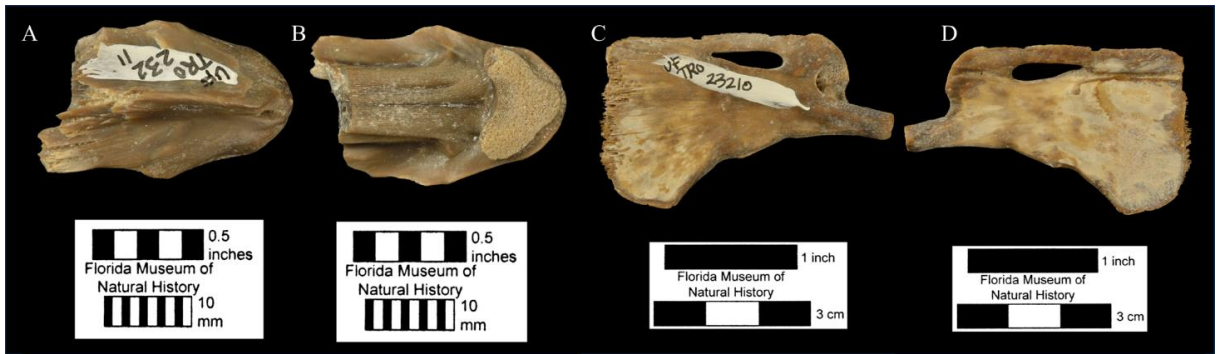 A
B
C
D
UF
TRO
232
11
UF
TRO
23210
0.5
inches
Florida Museum of
Natural History
10
mm
0.5
inches
Florida Museum of
Natural History
10
mm
1 inch
Florida Museum of
Natural History
3 cm
1 inch
Florida Museum of
Natural History
3 cm